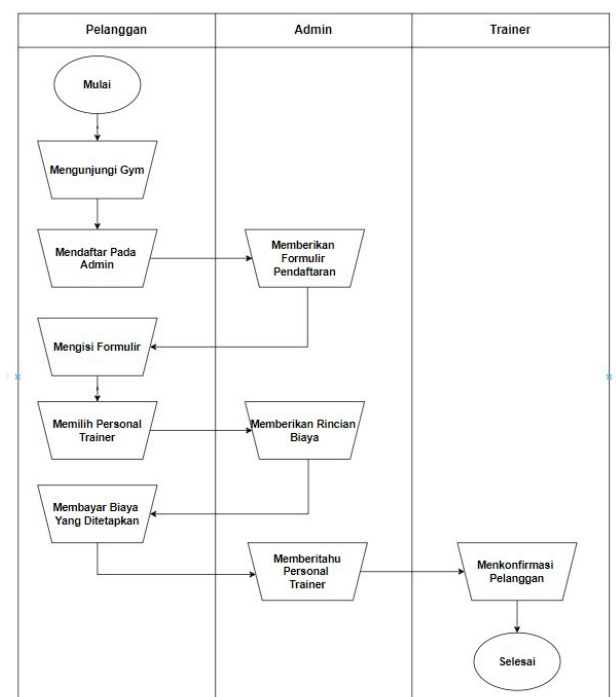 Pelanggan
Admin
Trainer
Mulai
Mengunjungi Gym
Mendaftar Pada
Admin
Memberikan
Formulir
Pendaftaran
Mengisi Formulir
Memilih Personal
Trainer
Memberikan Rincian
Biaya
Membayar Biaya
Yang Ditetapkan
Memberitahu
Personal
Trainer
Menkonfirmasi
Pelanggan
Selesai